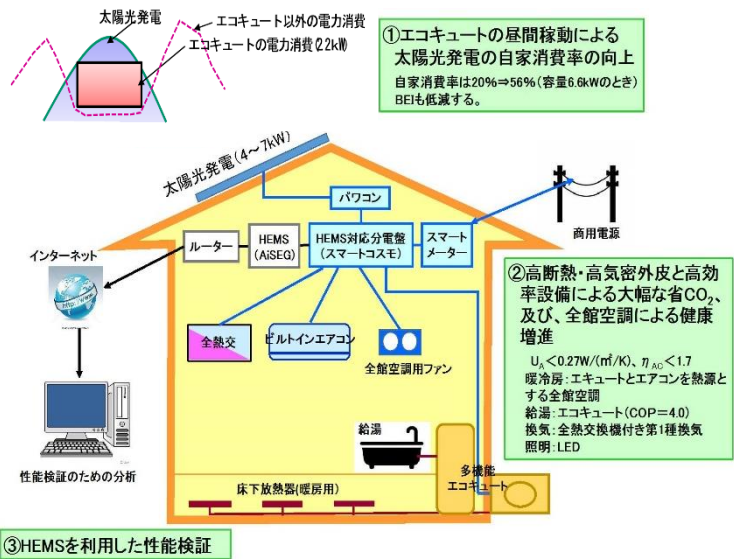 太陽光発電
エコキュート以外の電力消費
エコキュートの電力消費(2.2kW)
①エコキュートの昼間稼動による
太陽光発電の自家消費率の向上
自家消費率は20%⇒56%(容量6.6kWのとき)
BEIも低減する。
太陽光発電(4～7kW)
パワコン
商用電源
インターネット
ルーター
HEMS
(AiSEG)
HEMS対応分電盤
(スマートコスモ)
スマート
メーター
②高断熱・高気密外皮と高効
率設備による大幅な省CO₂、
及び、全館空調による健康
増進
UA<0.27W/(㎡/K)、ηAC<1.7
暖冷房:エキュートとエアコンを熱源と
する全館空調
給湯:エコキュート(COP=4.0)
換気:全熱交換機付き第1種換気
照明:LED
全熱交
ビルトインエアコン
全館空調用ファン
給湯
多機能
エコキュート
性能検証のための分析
床下放熱器(暖房用)
③HEMSを利用した性能検証